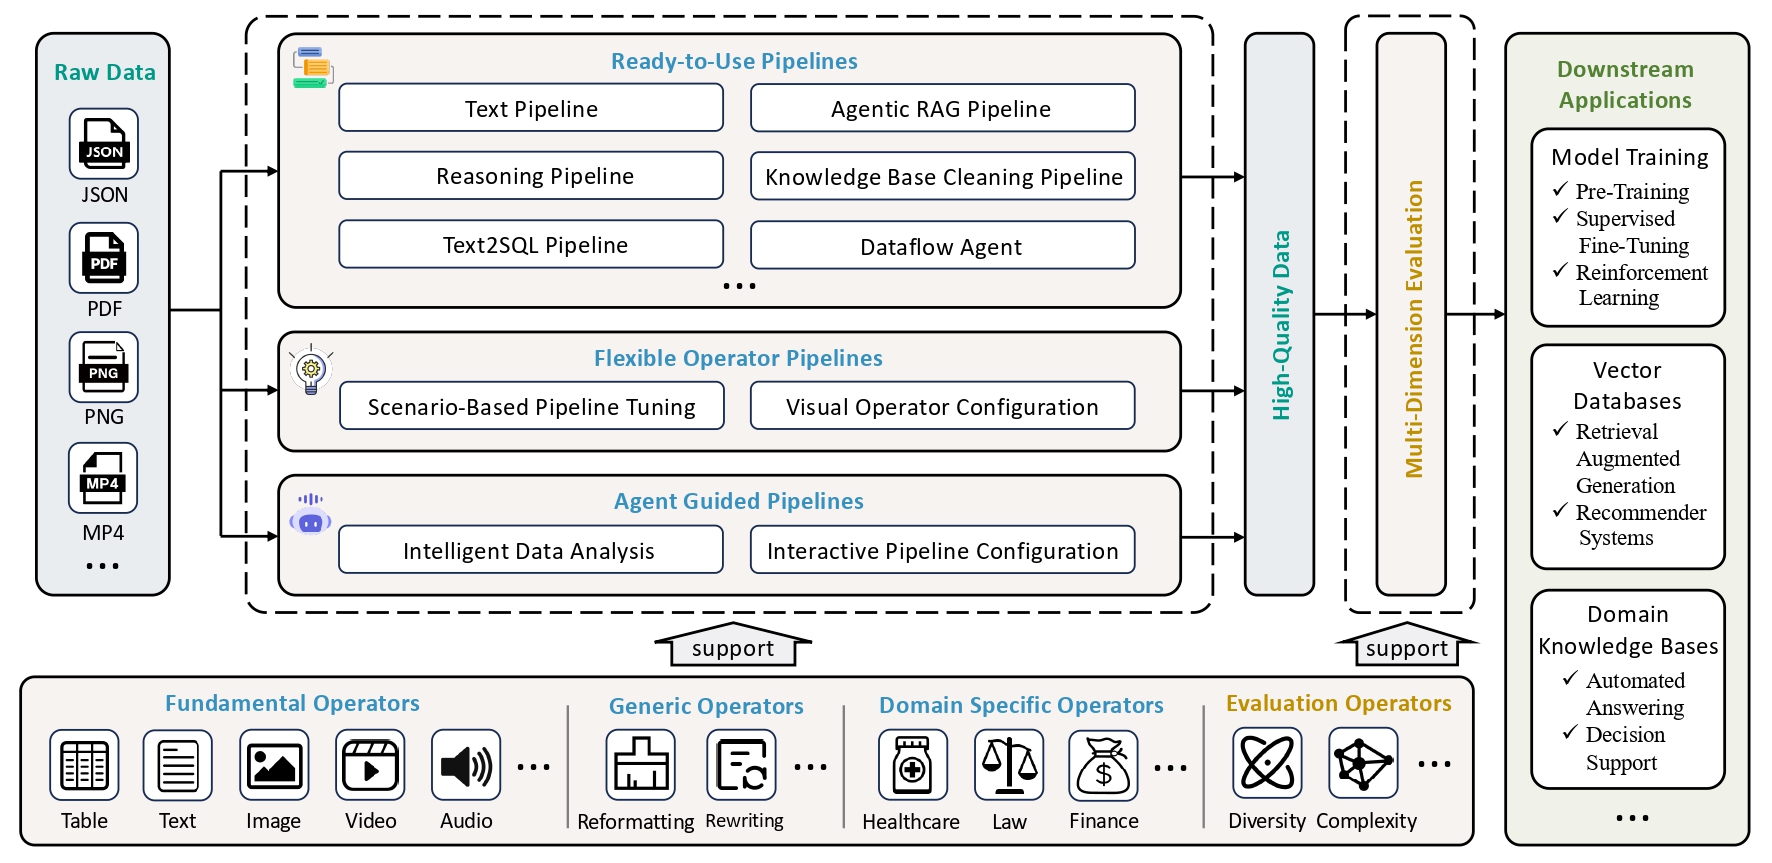 Raw Data
JSON
JSON
PDF
PDF
PNG
PNG
MP4
MP4
...
Ready-to-Use Pipelines
Text Pipeline
Agentic RAG Pipeline
Reasoning Pipeline
Knowledge Base Cleaning Pipeline
Text2SQL Pipeline
Dataflow Agent
...
Flexible Operator Pipelines
Scenario-Based Pipeline Tuning
Visual Operator Configuration
Agent Guided Pipelines
Intelligent Data Analysis
Interactive Pipeline Configuration
High-Quality Data
Multi-Dimension Evaluation
Downstream
Applications
Model Training
✓ Pre-Training
✓ Supervised
Fine-Tuning
✓ Reinforcement
Learning
Vector
Databases
✓ Retrieval
Augmented
Generation
✓ Recommender
Systems
Domain
Knowledge Bases
✓ Automated
Answering
✓ Decision
Support
...
support
support
Fundamental Operators
Table
Text
Image
Video
Audio
...
Generic Operators
Reformatting
Rewriting
...
Domain Specific Operators
$
Healthcare
Law
Finance
...
Evaluation Operators
Diversity
Complexity
...